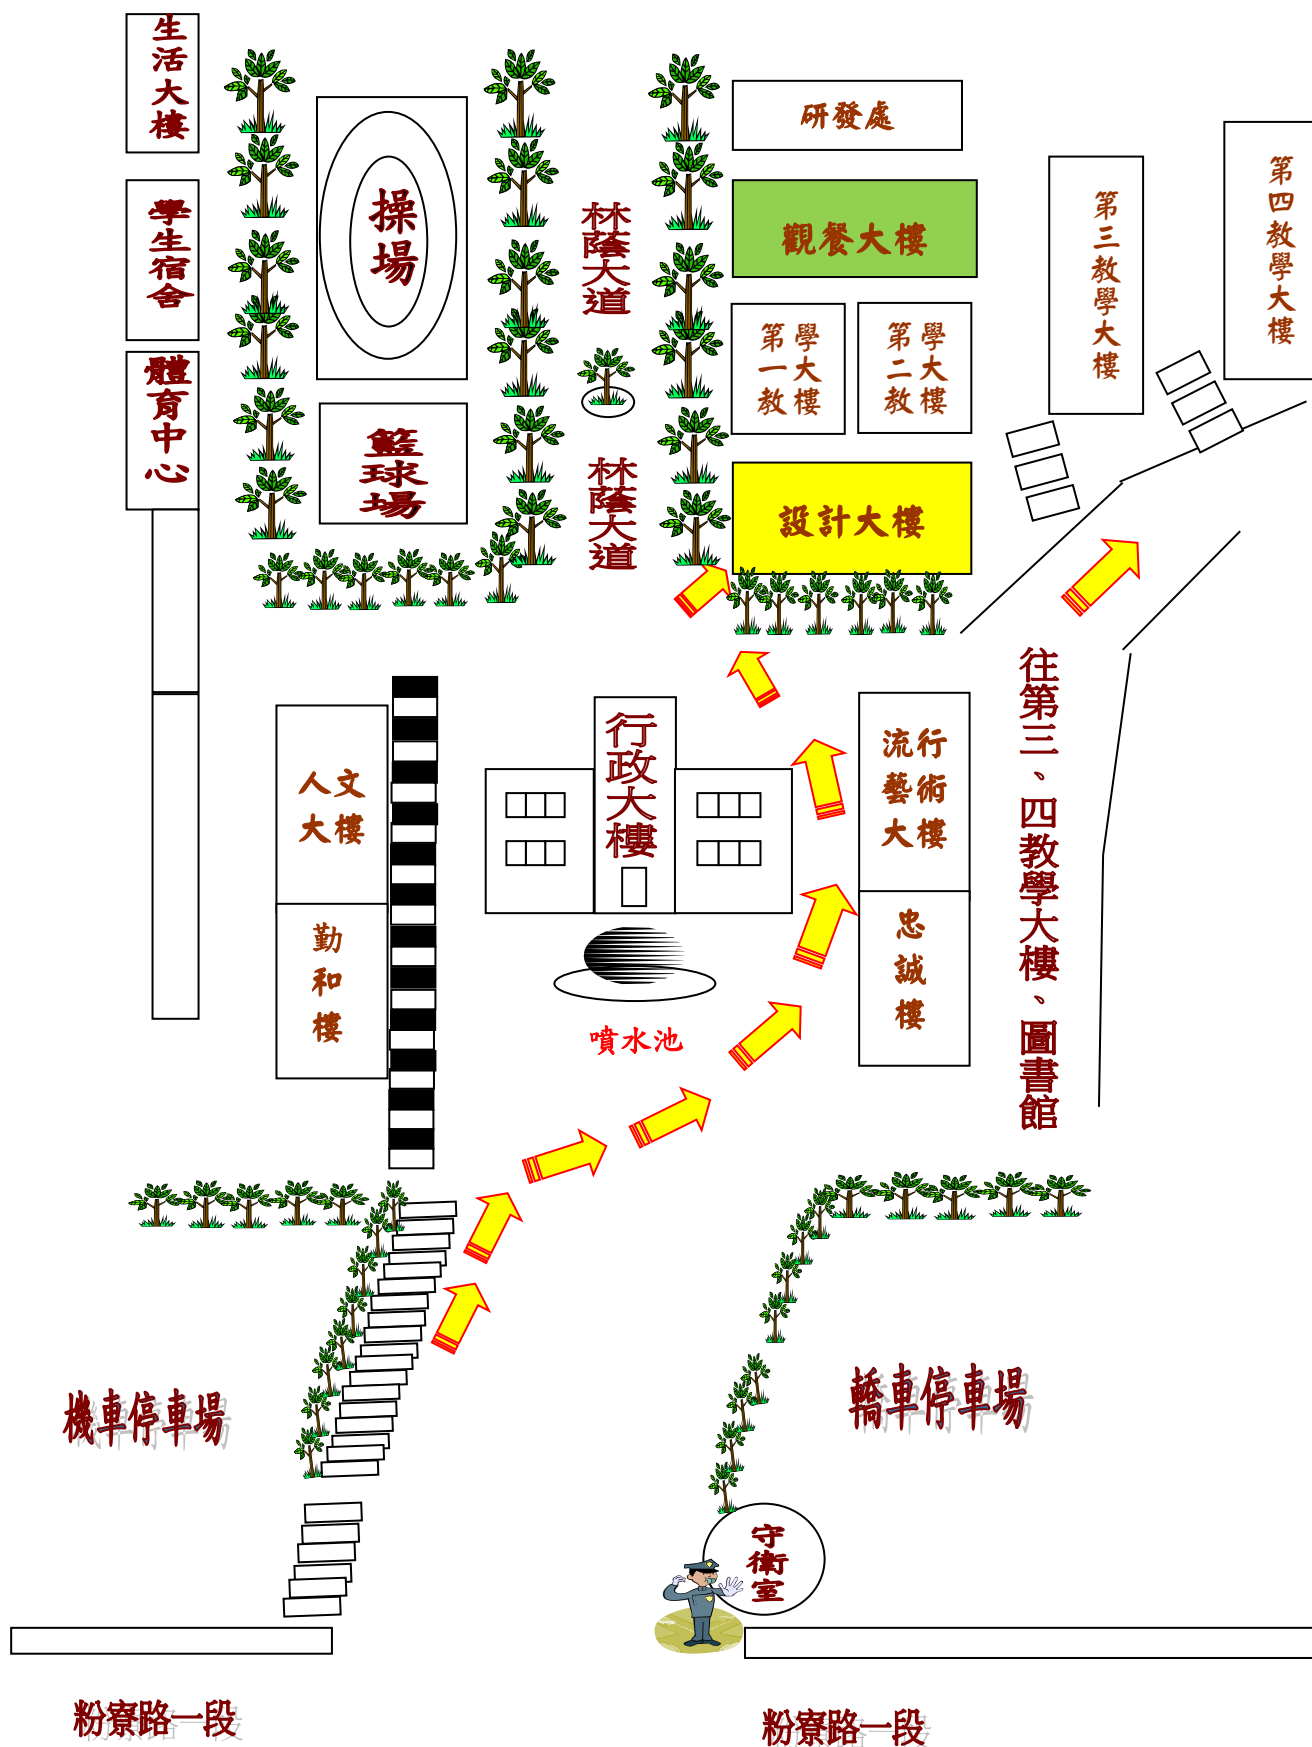 生活大樓
研發處
第四教學大樓
第三教學大樓
學生宿舍
操場
林蔭大道
觀餐大樓
第一教學大樓
第二教學大樓
體育中心
籃球場
林蔭大道
設計大樓
往第三、四教學大樓、圖書館
人文
大樓
行政大樓
流行
藝術
大樓
勤和樓
忠誠樓
噴水池
機車停車場
轎車停車場
守衛室
粉寮路一段
粉寮路一段